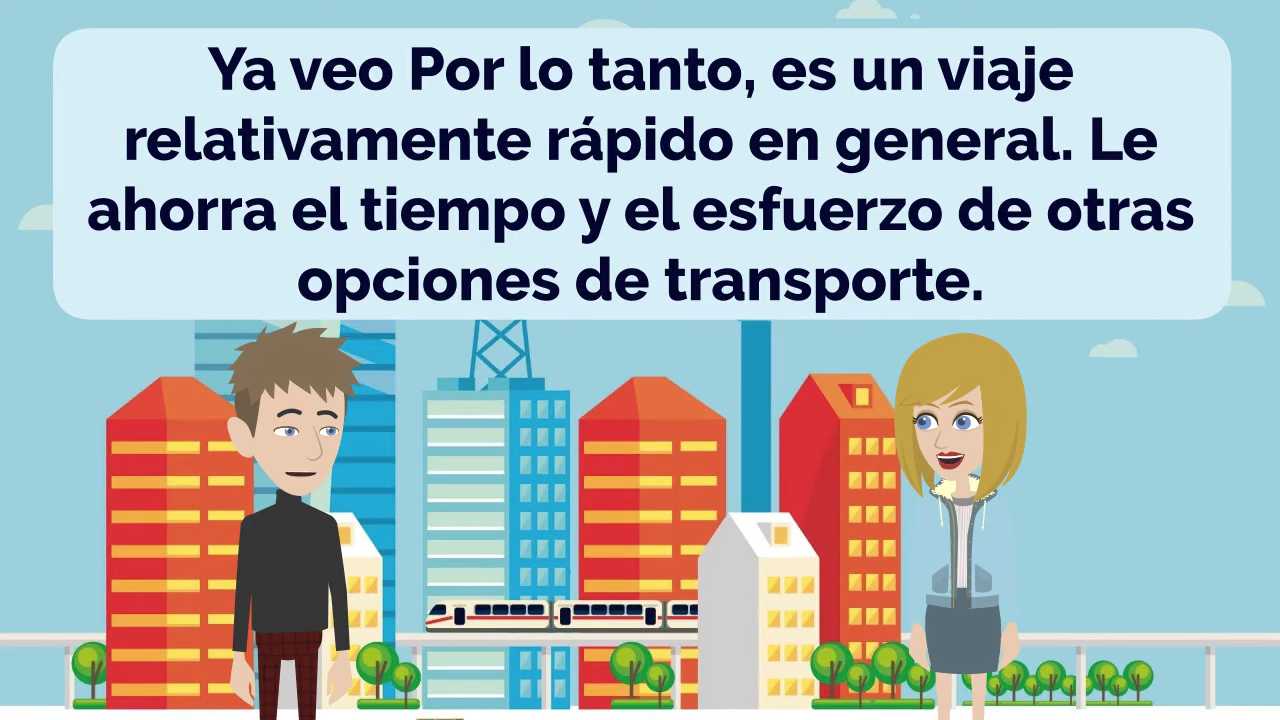 Ya veo Por lo tanto, es un viaje
relativamente rápido en general. Le
ahorra el tiempo y el esfuerzo de otras
opciones de transporte.